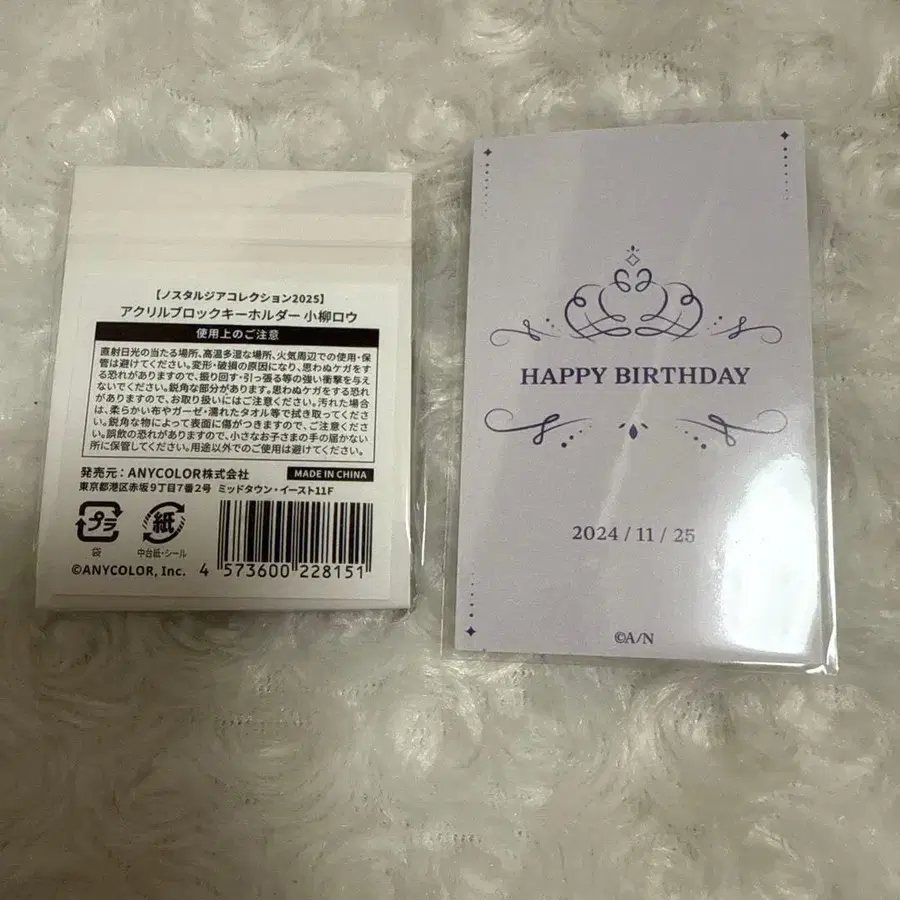 【ノスタルジアコレクション2025】
アクリルブロックキーホルダー 小柳ロウ
使用上のご注意
直射日光の当たる場所、高温多湿な場所、火気周辺での使用・保
管は避けてください。変形・破損の原因になり、思わぬケガをす
る恐れがありますので、振り回す・引っ張る等の強い衝撃を与え
ないでください。鋭角な部分があります。思わぬケガをする恐れ
がありますので、お取り扱いにはご注意ください。汚れた場合
は、柔らかい布やガーゼ・濡れたタオル等で拭き取ってくださ
い。鋭角な物によって表面に傷がつきますので、ご注意くださ
い。誤飲の恐れがありますので、小さなお子さまの手の届かない
所に保管してください。用途以外でのご使用は避けてください。
発売元：ANYCOLOR株式会社
MADE IN CHINA
東京都港区赤坂9丁目7番2号 ミッドタウン・イースト11F
プラ
袋
紙
中台紙・シール
©ANYCOLOR, Inc.
4 573600 228151
HAPPY BIRTHDAY
2024 / 11 / 25
©A/N